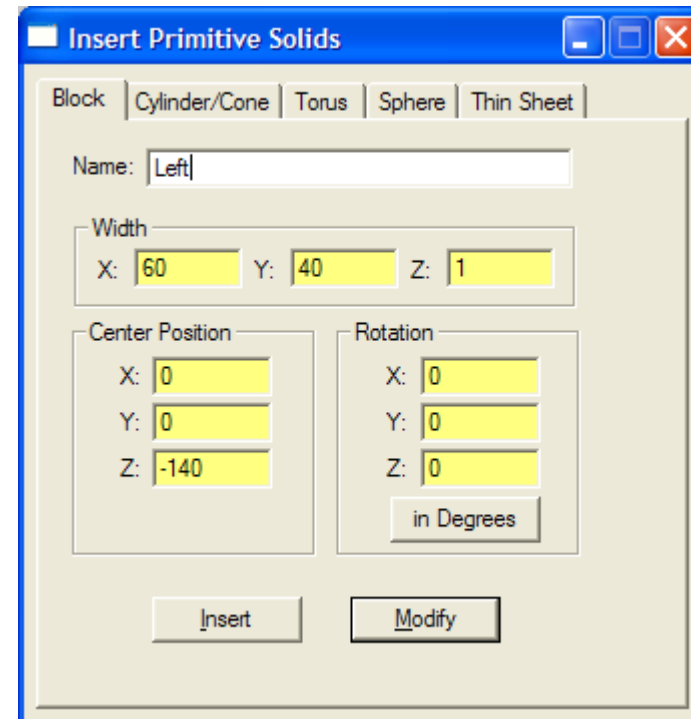 Insert Primitive Solids
Block Cylinder/Cone Torus Sphere Thin Sheet
Name: Left
Width
X: 60 Y: 40 Z: 1
Center Position Rotation
X: 0 X: 0
Y: 0 Y: 0
Z: -140 Z: 0
in Degrees
Insert Modify